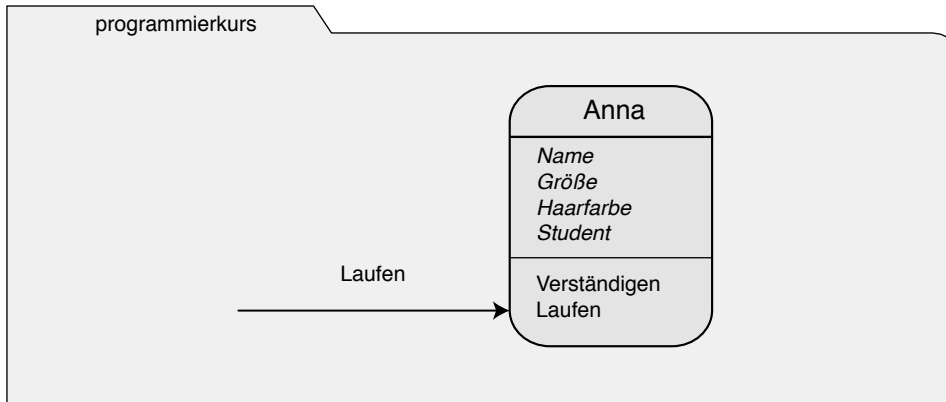 programmierkurs
Anna
Name
Größe
Haarfarbe
Student
Laufen
Verständigen
Laufen